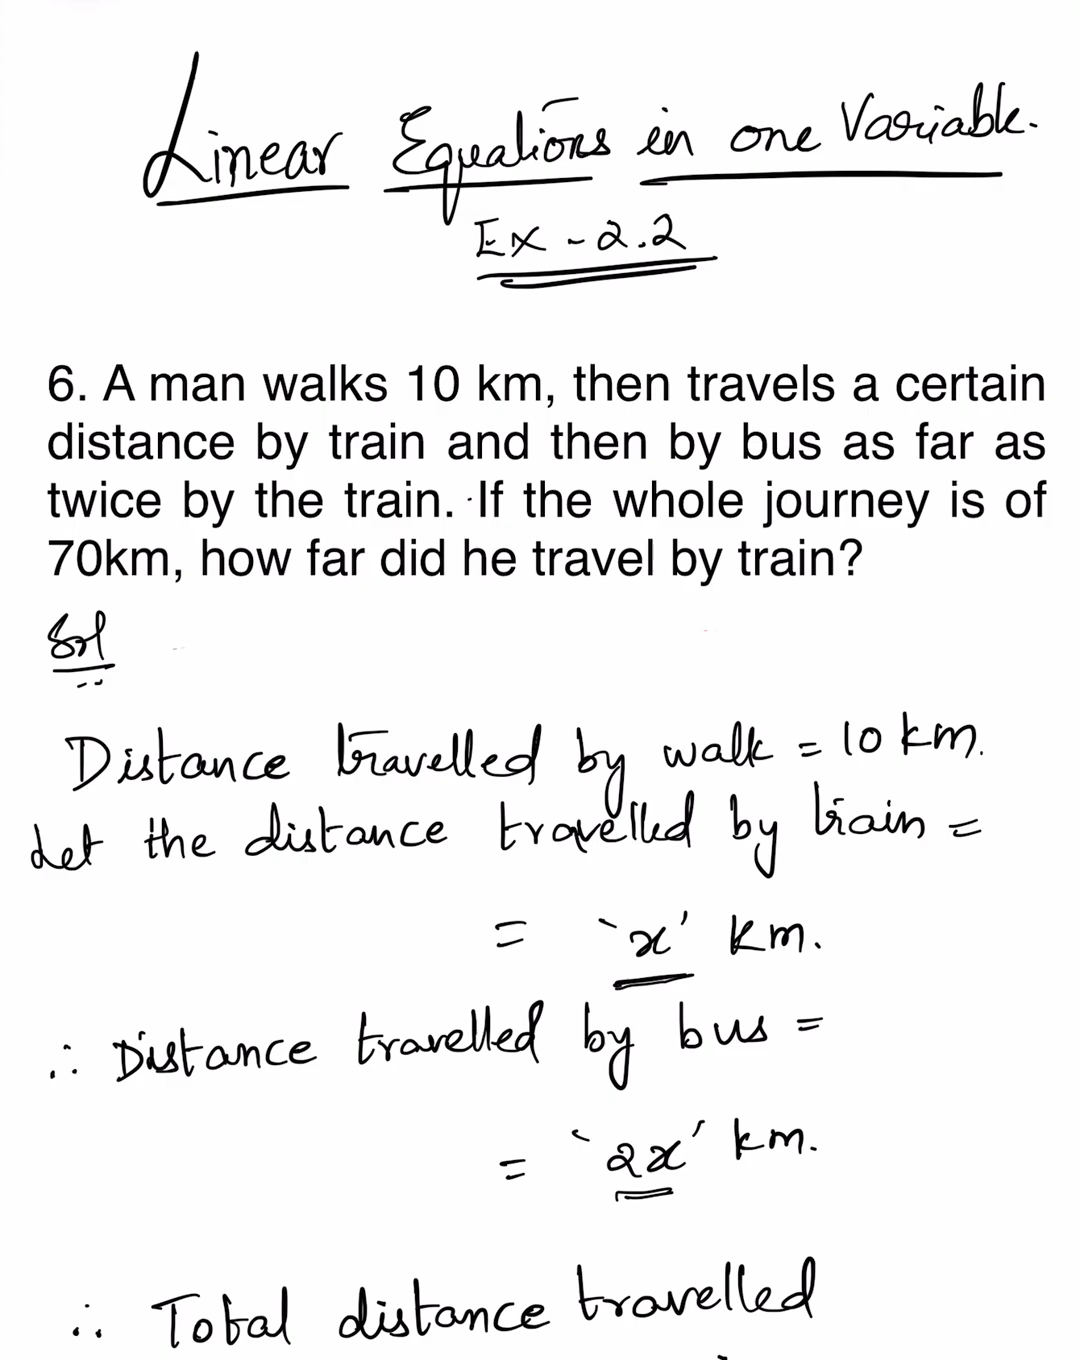 Linear Equations in one Variable.
Ex - 2.2
6. A man walks 10 km, then travels a certain
distance by train and then by bus as far as
twice by the train. If the whole journey is of
70km, how far did he travel by train?
Sol
Distance travelled by walk = 10 km.
Let the distance travelled by train =
= 'x' km.
∴ Distance travelled by bus =
= '2x' km.
∴ Total distance travelled